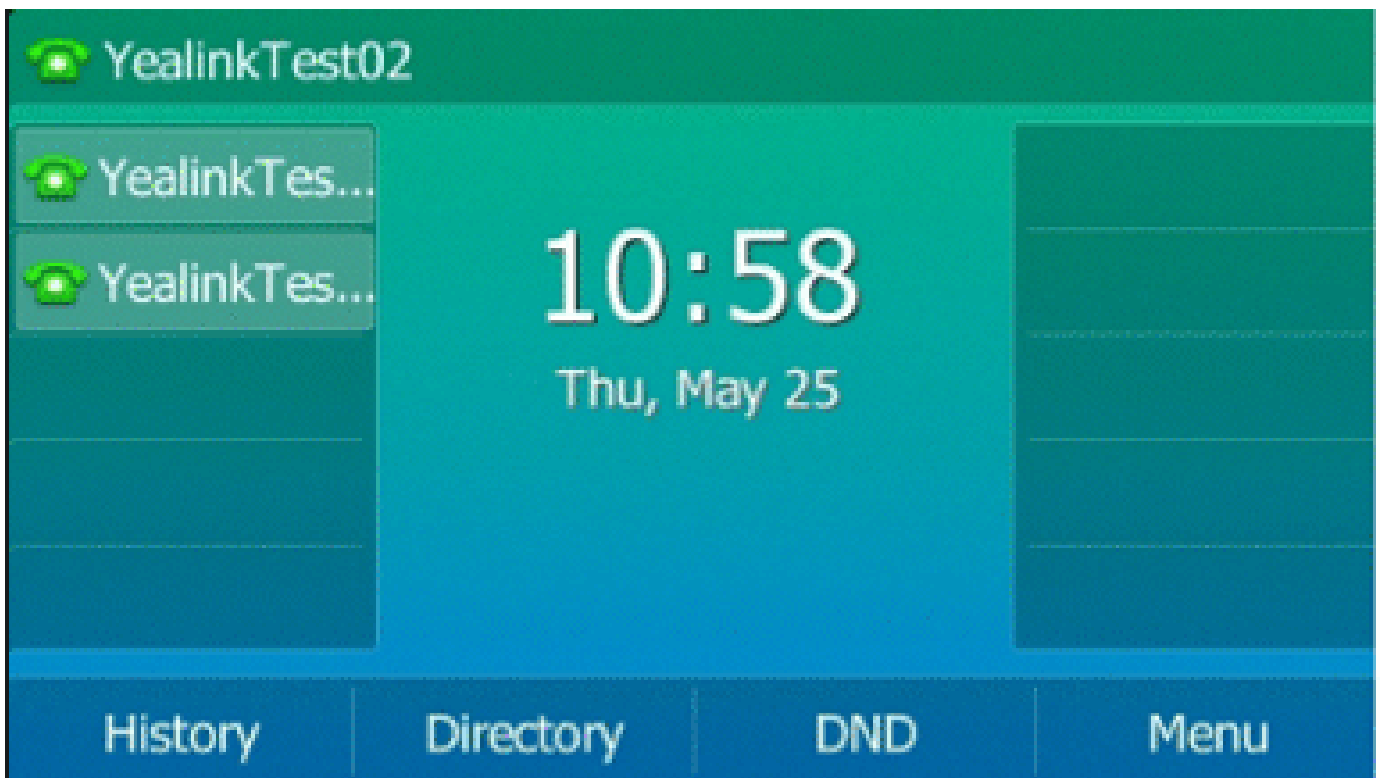 YealinkTest02
YealinkTes...
YealinkTes...
10:58
Thu, May 25
History Directory DND Menu